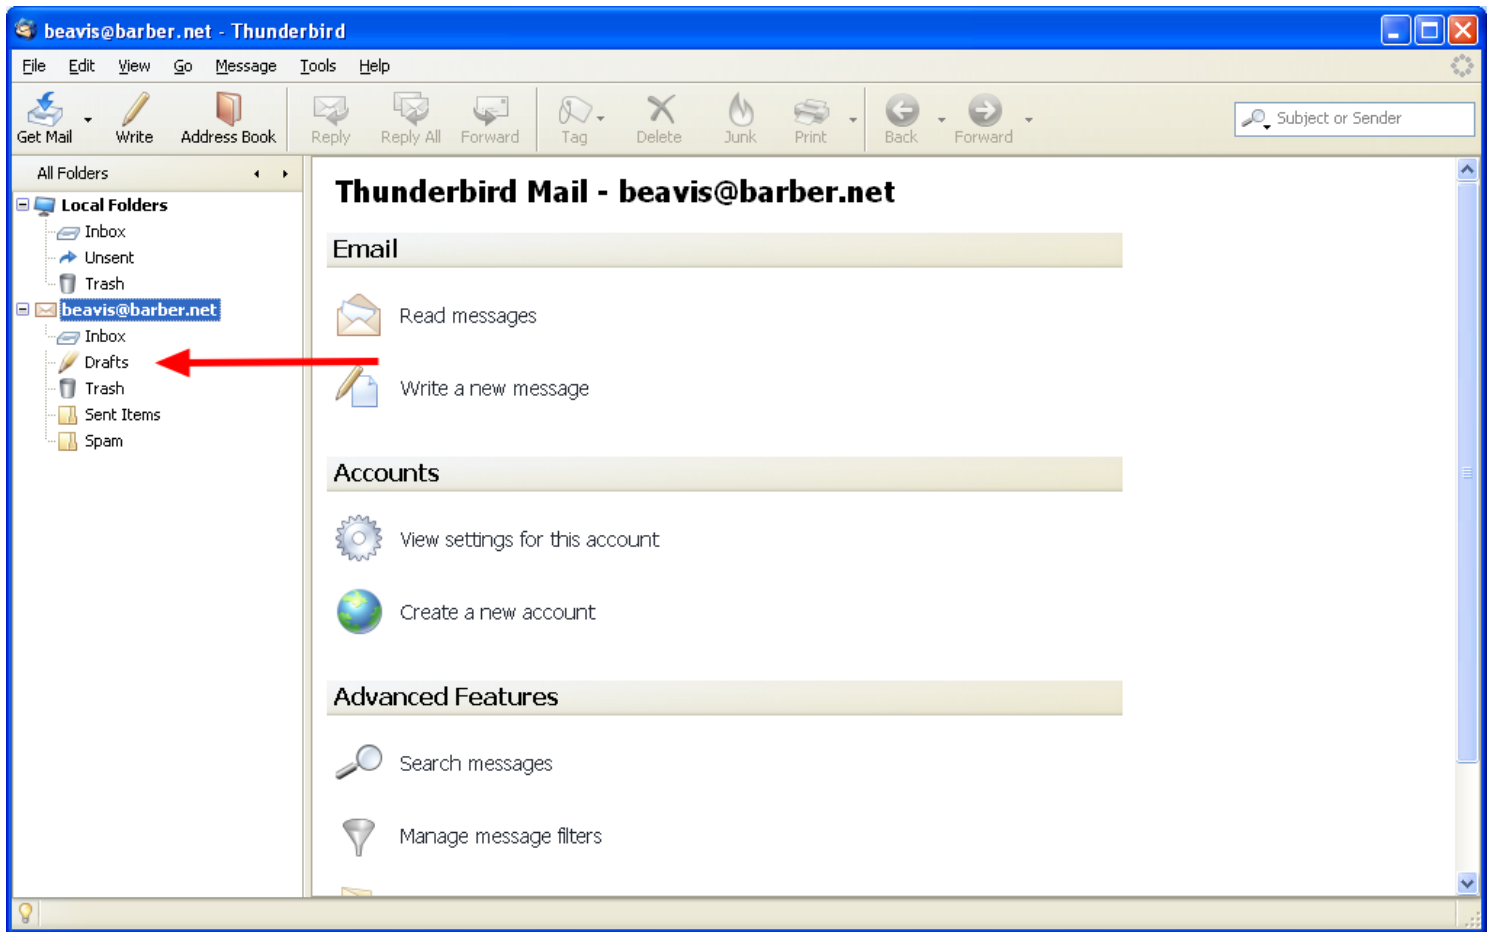 beavis@barber.net - Thunderbird
File Edit View Go Message Tools Help
Get Mail Write Address Book Reply Reply All Forward Tag Delete Junk Print Back Forward Subject or Sender
All Folders
Local Folders
Inbox
Unsent
Trash
beavis@barber.net
Inbox
Drafts
Trash
Sent Items
Spam
Thunderbird Mail - beavis@barber.net
Email
Read messages
Write a new message
Accounts
View settings for this account
Create a new account
Advanced Features
Search messages
Manage message filters